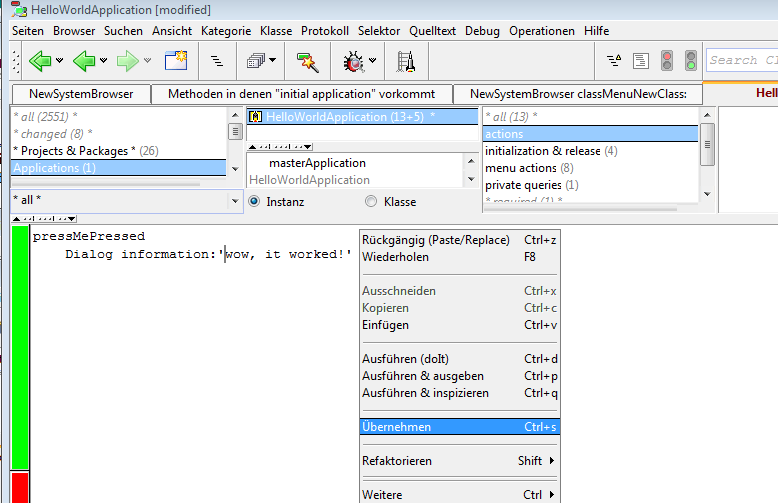 HelloWorldApplication [modified]
Seiten Browser Suchen Ansicht Kategorie Klasse Protokoll Selektor Quelltext Debug Operationen Hilfe
Search Cl
NewSystemBrowser
Methoden in denen "initial application" vorkommt
NewSystemBrowser classMenuNewClass:
Hell
* all (2551) *
* changed (8) *
* Projects & Packages * (26)
Applications (1)
* all *
HelloWorldApplication (13+5) *
masterApplication
HelloWorldApplication
Instanz
Klasse
* all (13) *
actions
initialization & release (4)
menu actions (8)
private queries (1)
* required (1) *
pressMePressed
Dialog information:'wow, it worked!'
Rückgängig (Paste/Replace) Ctrl+z
Wiederholen F8
Ausschneiden Ctrl+x
Kopieren Ctrl+c
Einfügen Ctrl+v
Ausführen (doIt) Ctrl+d
Ausführen & ausgeben Ctrl+p
Ausführen & inspizieren Ctrl+q
Übernehmen Ctrl+s
Refaktorieren Shift
Weitere Ctrl